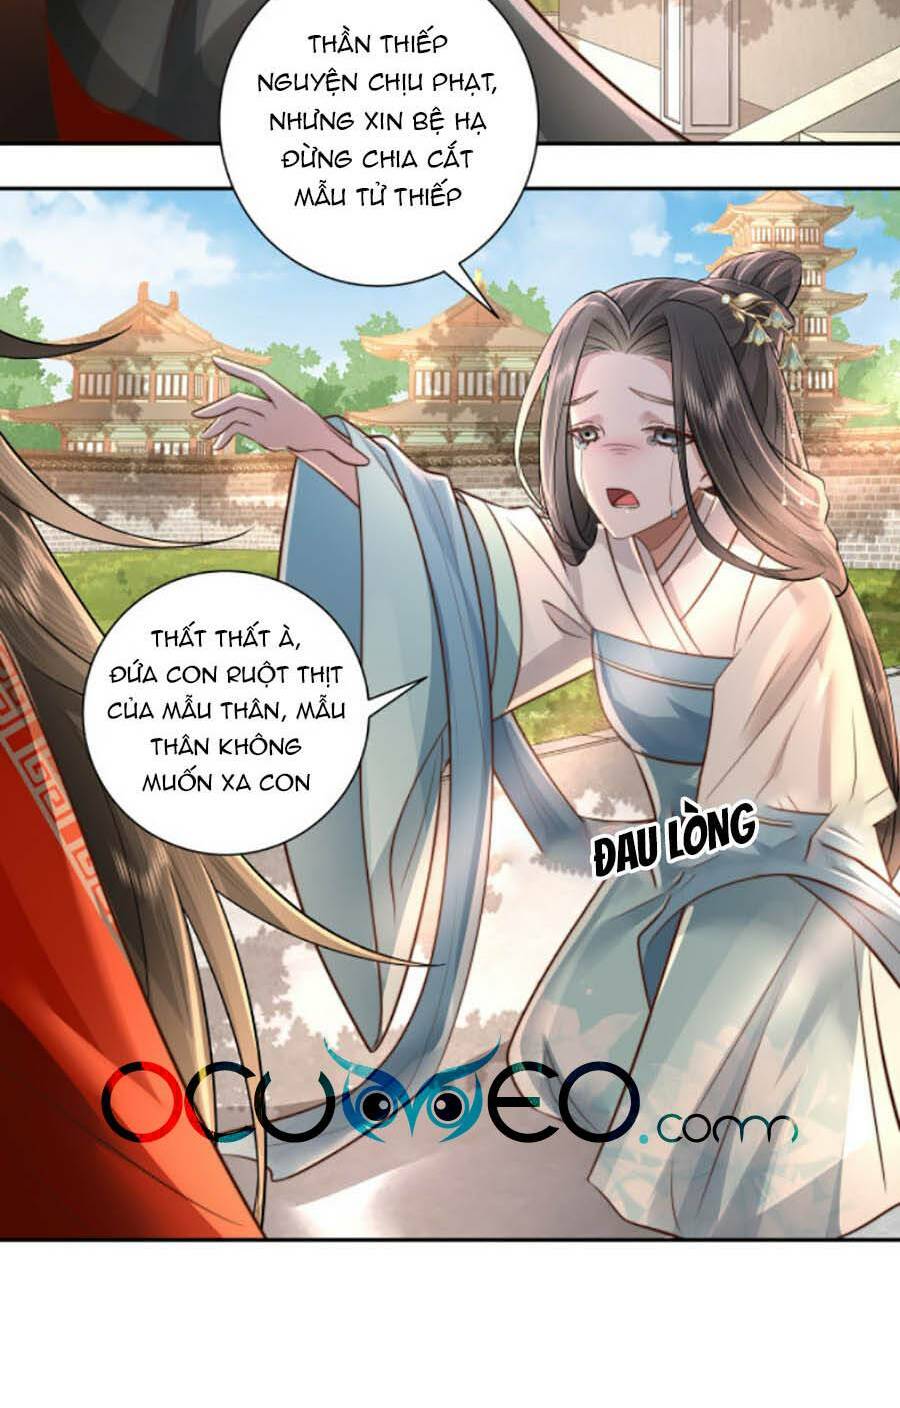 THẦN THIẾP
NGUYỆN CHỊU PHẠT,
NHƯNG XIN BỆ HẠ
ĐỪNG CHIA CẮT
MẪU TỬ THIẾP
THẤT THẤT À,
ĐỨA CON RUỘT THỊT
CỦA MẪU THÂN, MẪU
THÂN KHÔNG
MUỐN XA CON
ĐAU LÒNG
OCUMEO.com